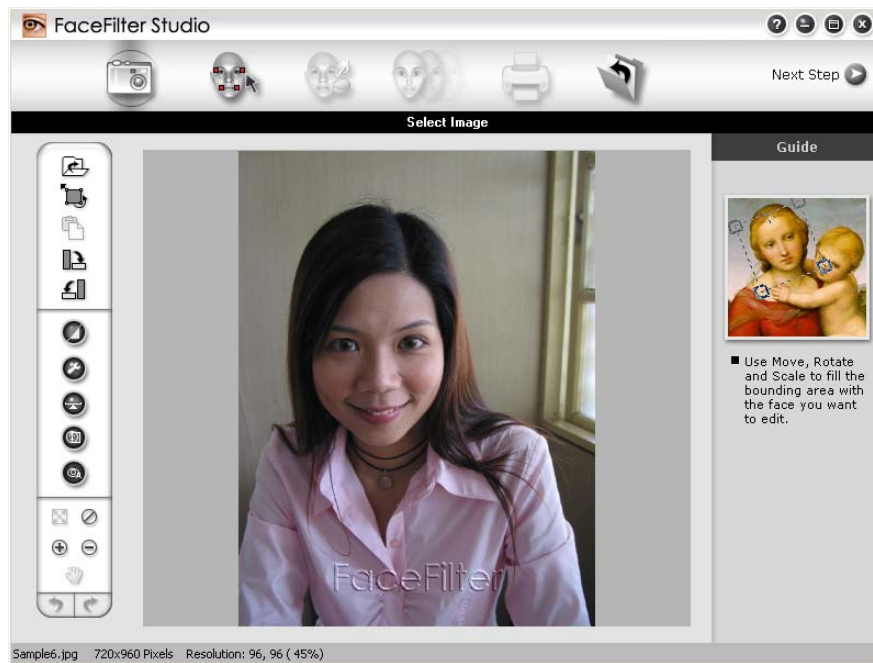 FaceFilter Studio
Next Step
Select Image
Guide
Use Move, Rotate
and Scale to fill the
bounding area with
the face you want
to edit.
FaceFilter
Sample6.jpg 720x960 Pixels Resolution: 96, 96 ( 45%)